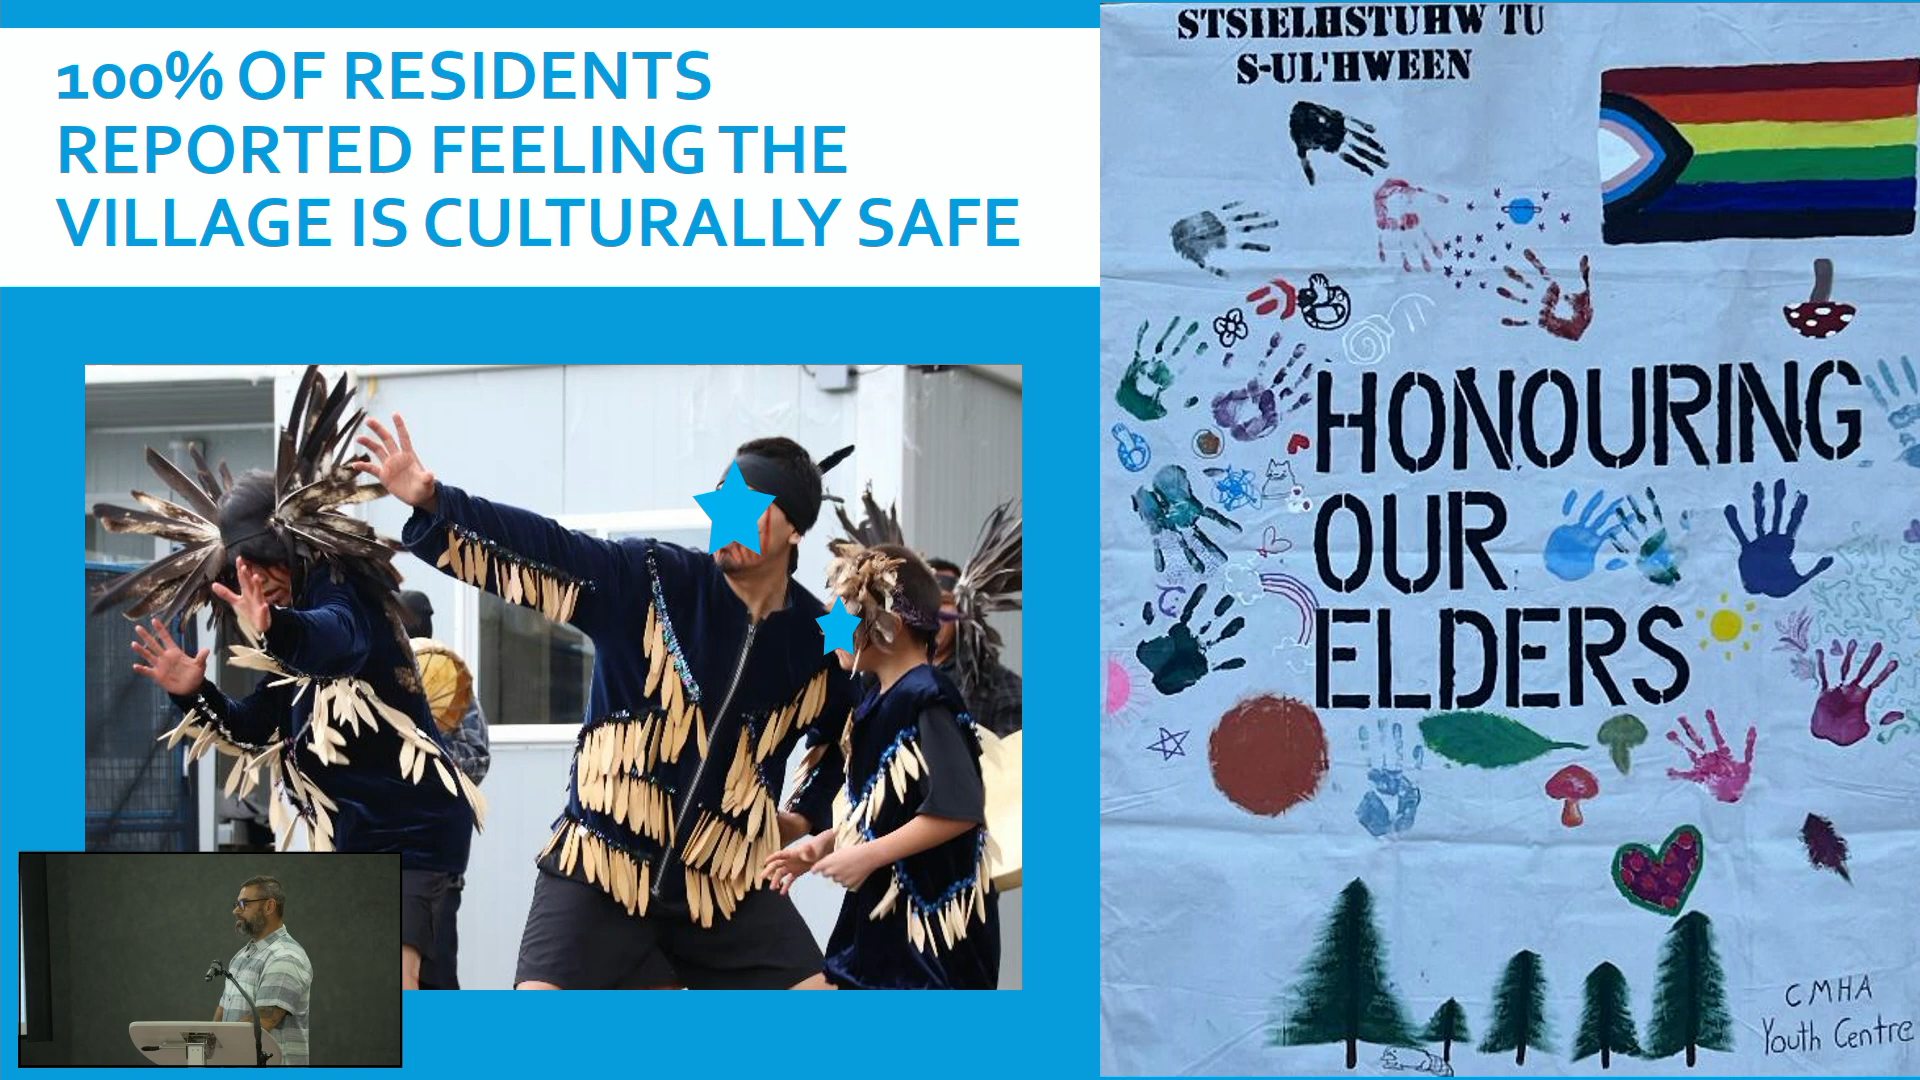 100% OF RESIDENTS
REPORTED FEELING THE
VILLAGE IS CULTURALLY SAFE
STSIELHSTUHW TU
S-UL'HWEEN
HONOURING
OUR
ELDERS
CMHA
Youth Centre